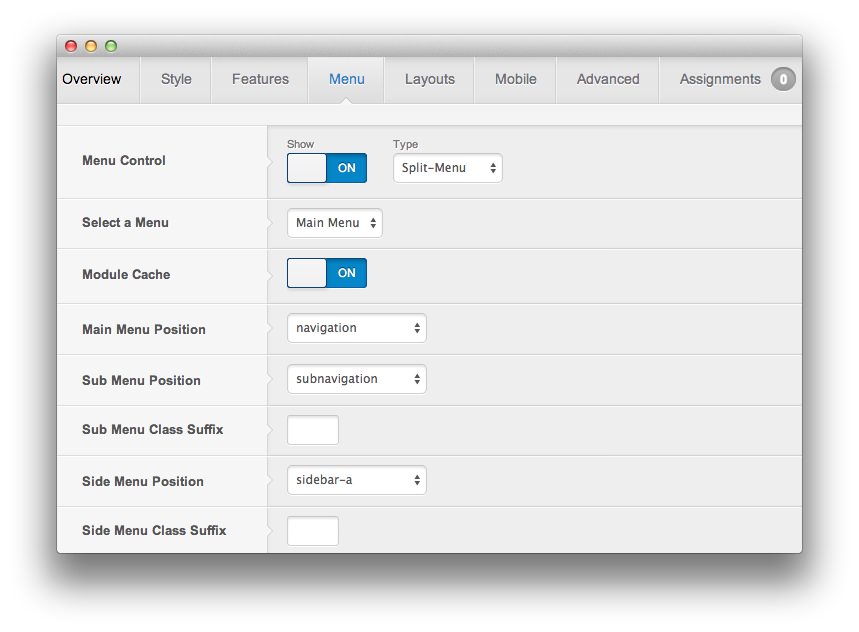 Overview Style Features Menu Layouts Mobile Advanced Assignments 0
Show Type
Menu Control ON Split-Menu
Select a Menu Main Menu
Module Cache ON
Main Menu Position navigation
Sub Menu Position subnavigation
Sub Menu Class Suffix
Side Menu Position sidebar-a
Side Menu Class Suffix